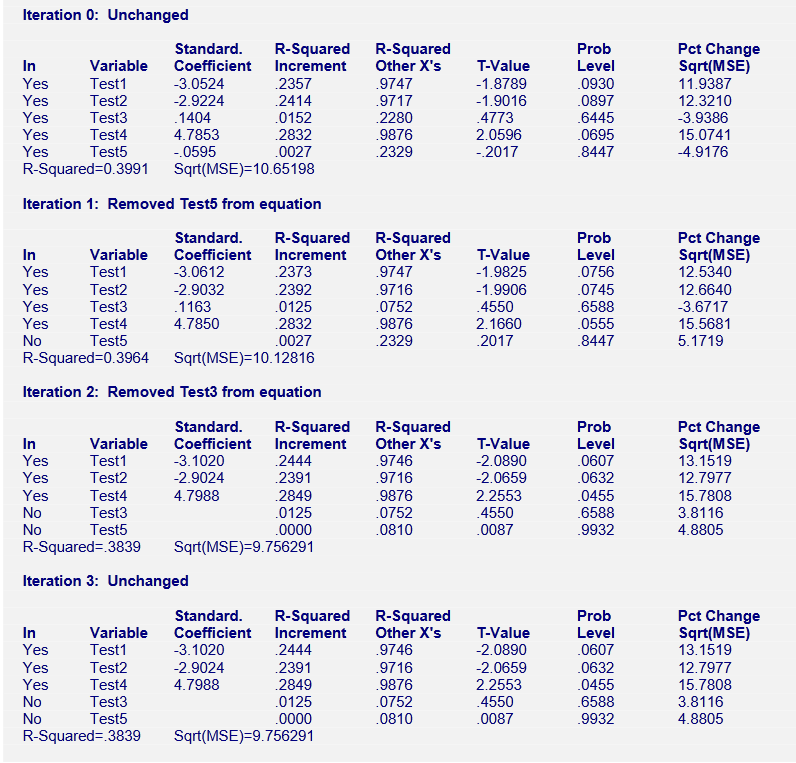 Iteration 0: Unchanged
Standard. R-Squared R-Squared Prob Pct Change
In Variable Coefficient Increment Other X's T-Value Level Sqrt(MSE)
Yes Test1 -3.0524 .2357 .9747 -1.8789 .0930 11.9387
Yes Test2 -2.9224 .2414 .9717 -1.9016 .0897 12.3210
Yes Test3 .1404 .0152 .2280 .4773 .6445 -3.9386
Yes Test4 4.7853 .2832 .9876 2.0596 .0695 15.0741
Yes Test5 -.0595 .0027 .2329 -.2017 .8447 -4.9176
R-Squared=0.3991 Sqrt(MSE)=10.65198
Iteration 1: Removed Test5 from equation
Standard. R-Squared R-Squared Prob Pct Change
In Variable Coefficient Increment Other X's T-Value Level Sqrt(MSE)
Yes Test1 -3.0612 .2373 .9747 -1.9825 .0756 12.5340
Yes Test2 -2.9032 .2392 .9716 -1.9906 .0745 12.6640
Yes Test3 .1163 .0125 .0752 .4550 .6588 -3.6717
Yes Test4 4.7850 .2832 .9876 2.1660 .0555 15.5681
No Test5 .0027 .2329 .2017 .8447 5.1719
R-Squared=0.3964 Sqrt(MSE)=10.12816
Iteration 2: Removed Test3 from equation
Standard. R-Squared R-Squared Prob Pct Change
In Variable Coefficient Increment Other X's T-Value Level Sqrt(MSE)
Yes Test1 -3.1020 .2444 .9746 -2.0890 .0607 13.1519
Yes Test2 -2.9024 .2391 .9716 -2.0659 .0632 12.7977
Yes Test4 4.7988 .2849 .9876 2.2553 .0455 15.7808
No Test3 .0125 .0752 .4550 .6588 3.8116
No Test5 .0000 .0810 .0087 .9932 4.8805
R-Squared=.3839 Sqrt(MSE)=9.756291
Iteration 3: Unchanged
Standard. R-Squared R-Squared Prob Pct Change
In Variable Coefficient Increment Other X's T-Value Level Sqrt(MSE)
Yes Test1 -3.1020 .2444 .9746 -2.0890 .0607 13.1519
Yes Test2 -2.9024 .2391 .9716 -2.0659 .0632 12.7977
Yes Test4 4.7988 .2849 .9876 2.2553 .0455 15.7808
No Test3 .0125 .0752 .4550 .6588 3.8116
No Test5 .0000 .0810 .0087 .9932 4.8805
R-Squared=.3839 Sqrt(MSE)=9.756291